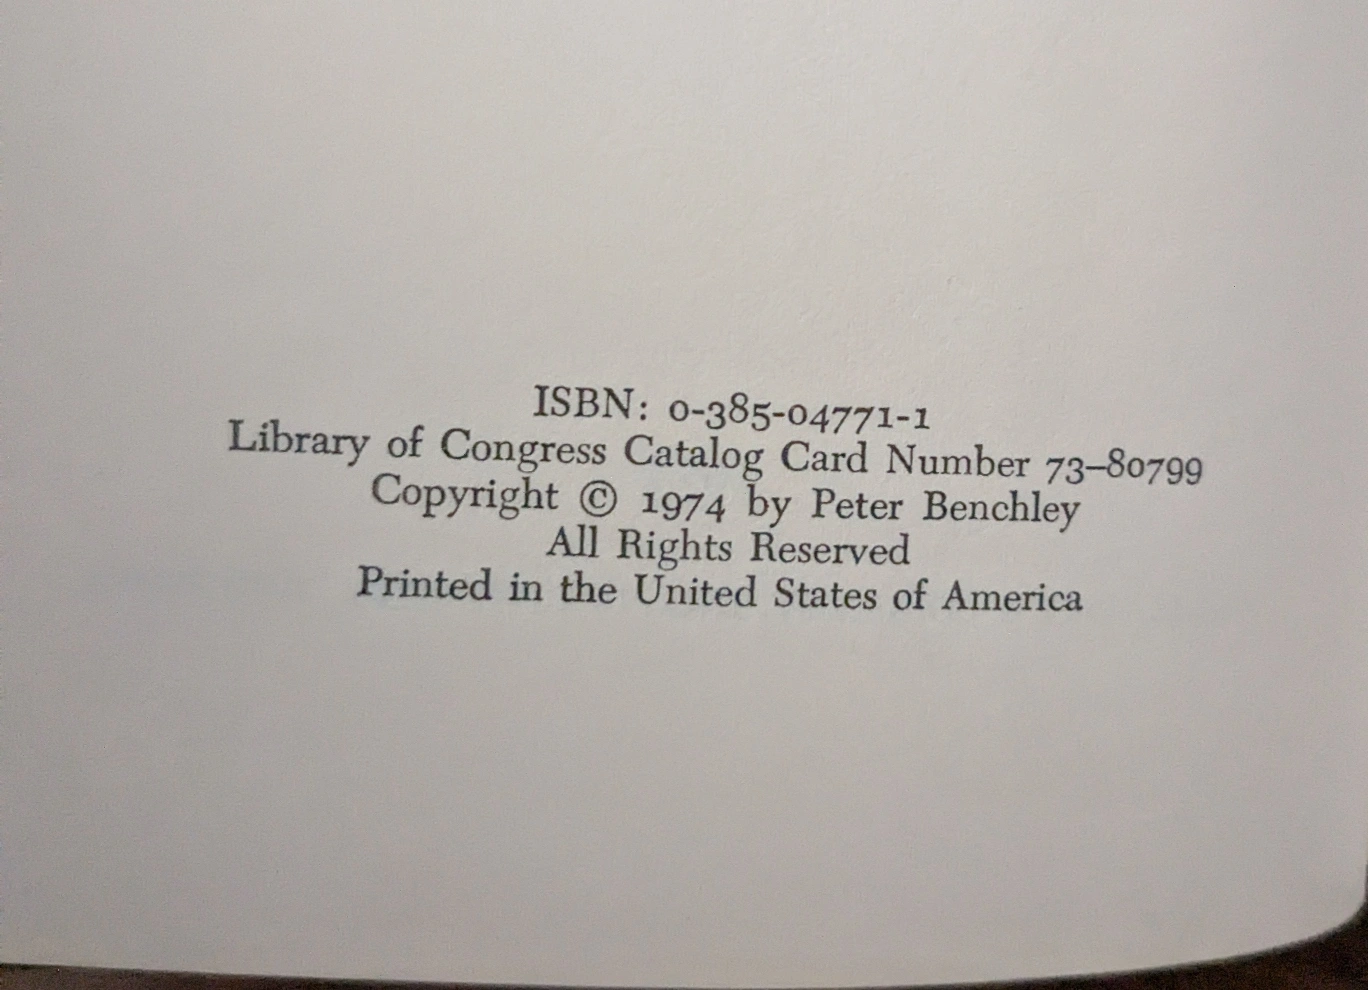 ISBN: 0-385-04771-1
Library of Congress Catalog Card Number 73–80799
Copyright © 1974 by Peter Benchley
All Rights Reserved
Printed in the United States of America